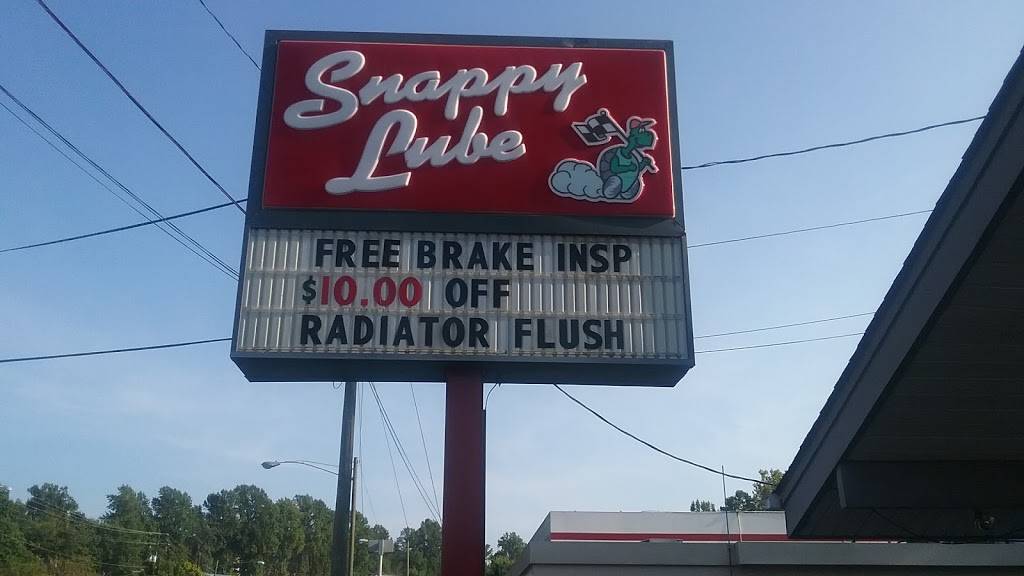 Snappy
Lube
FREE BRAKE INSP
$10.00 OFF
RADIATOR FLUSH